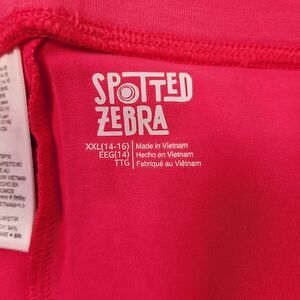 SPOTTED
ZEBRA
XXL(14-16) Made in Vietnam
EEG(14) Hecho en Vietnam
TTG Fabriqué au Vietnam